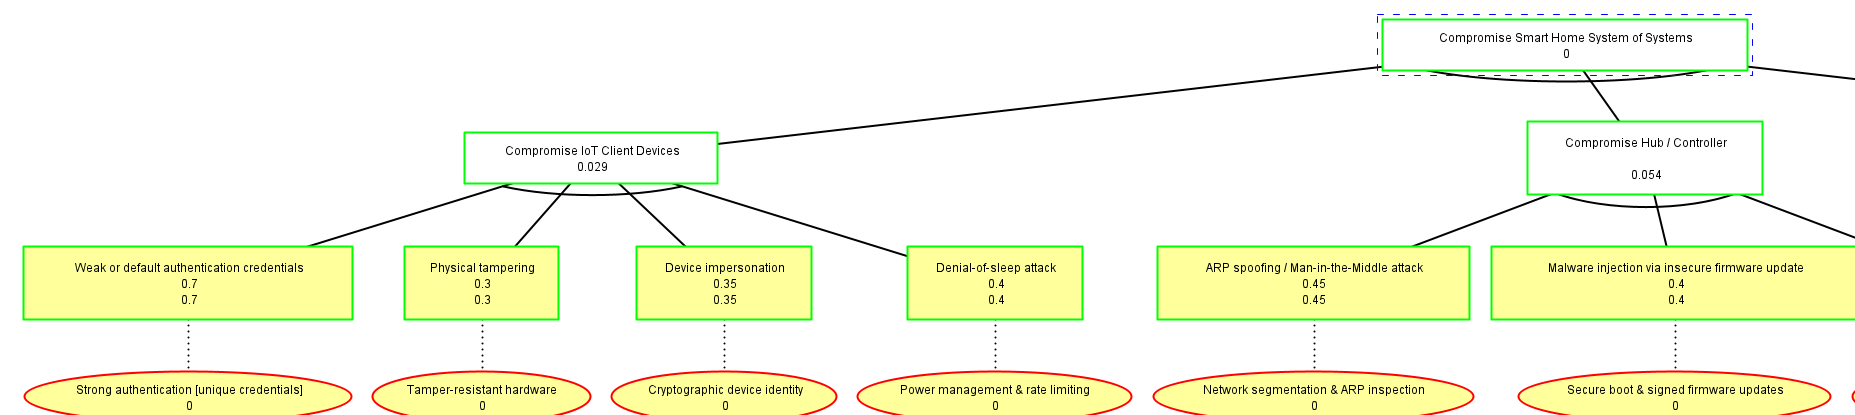 Compromise Smart Home System of Systems
0
Compromise IoT Client Devices
0.029
Compromise Hub / Controller
0.054
Weak or default authentication credentials
0.7
0.7
Physical tampering
0.3
0.3
Device impersonation
0.35
0.35
Denial-of-sleep attack
0.4
0.4
ARP spoofing / Man-in-the-Middle attack
0.45
0.45
Malware injection via insecure firmware update
0.4
0.4
Strong authentication [unique credentials]
0
Tamper-resistant hardware
0
Cryptographic device identity
0
Power management & rate limiting
0
Network segmentation & ARP inspection
0
Secure boot & signed firmware updates
0